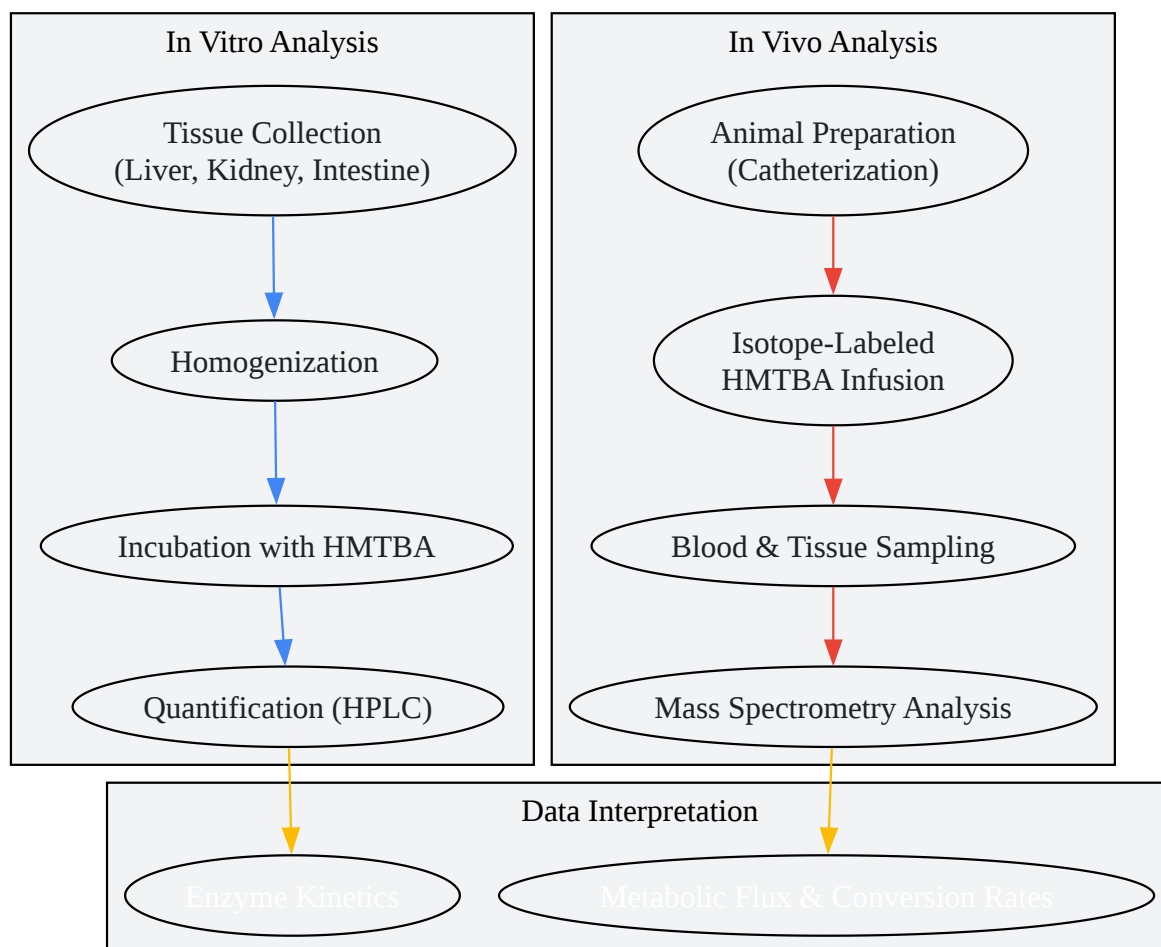 In Vitro Analysis
Tissue Collection
(Liver, Kidney, Intestine)
Homogenization
Incubation with HMTBA
Quantification (HPLC)
In Vivo Analysis
Animal Preparation
(Catheterization)
Isotope-Labeled
HMTBA Infusion
Blood & Tissue Sampling
Mass Spectrometry Analysis
Data Interpretation
Enzyme Kinetics
Metabolic Flux & Conversion Rates